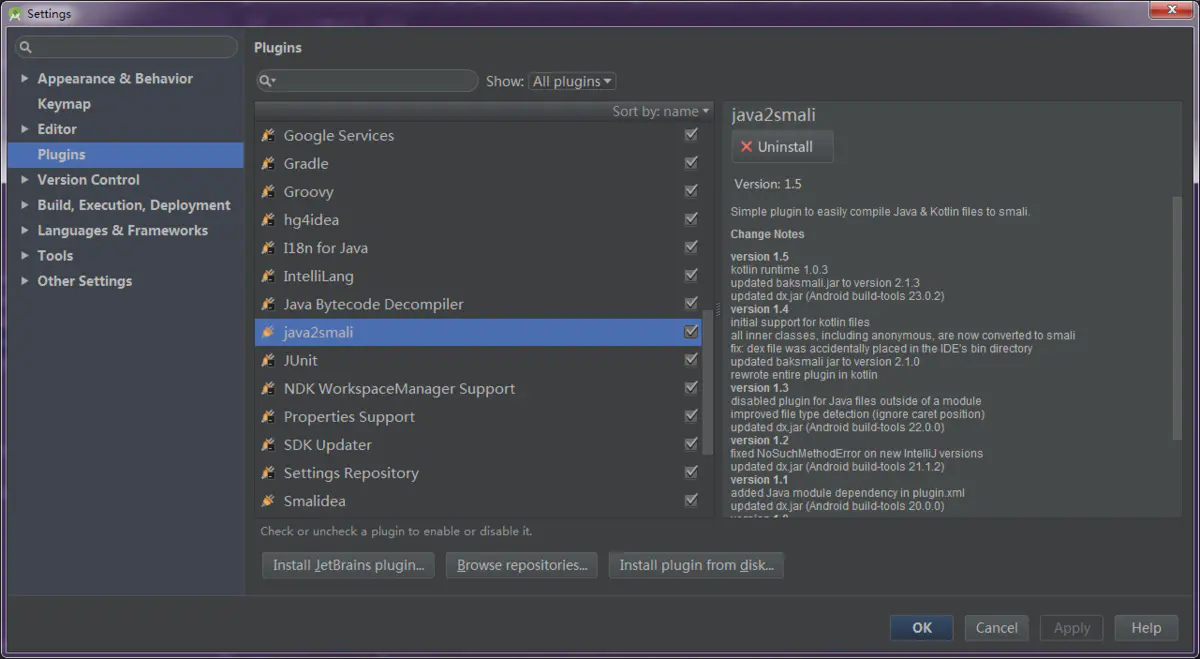 Settings
Appearance & Behavior
Keymap
Editor
Plugins
Version Control
Build, Execution, Deployment
Languages & Frameworks
Tools
Other Settings
Plugins
Show: All plugins
Sort by: name
Google Services
Gradle
Groovy
hg4idea
I18n for Java
IntelliLang
Java Bytecode Decompiler
java2smali
JUnit
NDK WorkspaceManager Support
Properties Support
SDK Updater
Settings Repository
Smalidea
Check or uncheck a plugin to enable or disable it.
Install JetBrains plugin...
Browse repositories...
Install plugin from disk...
java2smali
Uninstall
Version: 1.5
Simple plugin to easily compile Java & Kotlin files to smali.
Change Notes
version 1.5
kotlin runtime 1.0.3
updated baksmali.jar to version 2.1.3
updated dx.jar (Android build-tools 23.0.2)
version 1.4
initial support for kotlin files
all inner classes, including anonymous, are now converted to smali
fix: dex file was accidentally placed in the IDE's bin directory
updated baksmali jar to version 2.1.0
rewrote entire plugin in kotlin
version 1.3
disabled plugin for Java files outside of a module
improved file type detection (ignore caret position)
updated dx.jar (Android build-tools 22.0.0)
version 1.2
fixed NoSuchMethodError on new IntelliJ versions
updated dx.jar (Android build-tools 21.1.2)
version 1.1
added Java module dependency in plugin.xml
updated dx.jar (Android build-tools 20.0.0)
OK
Cancel
Apply
Help